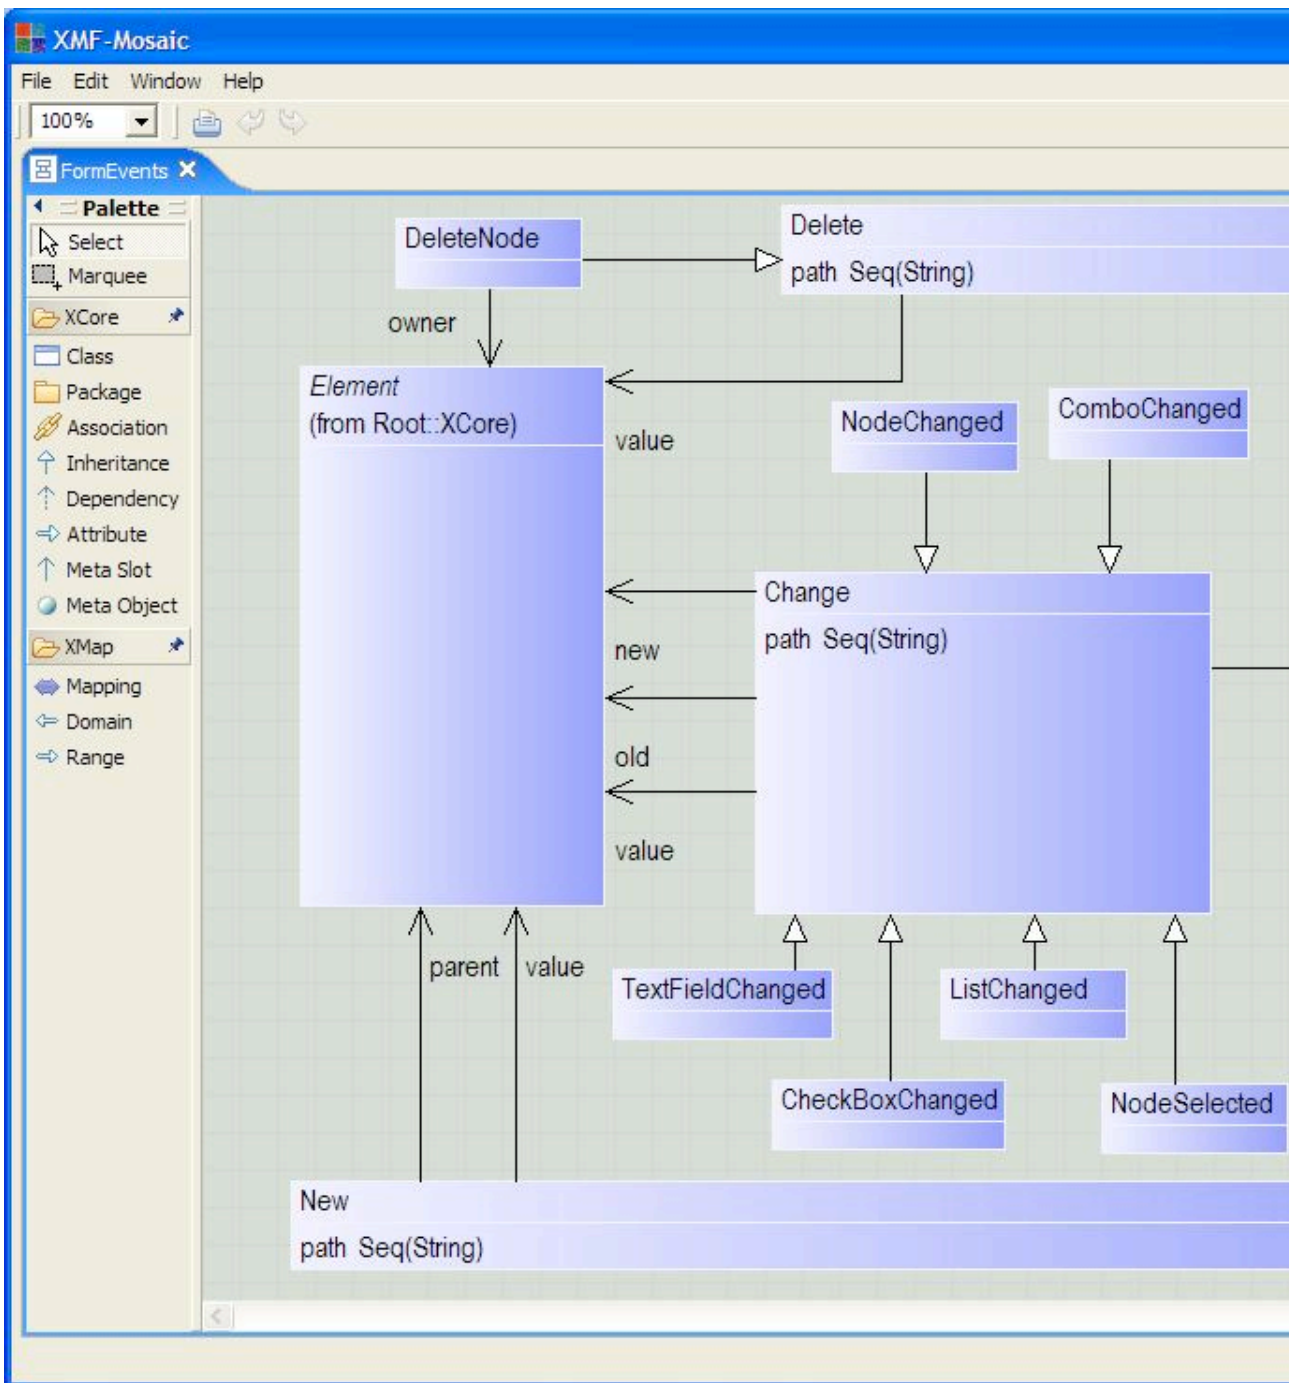 XMF-Mosaic
File Edit Window Help
100%
FormEvents
Palette
Select
Marquee
XCore
Class
Package
Association
Inheritance
Dependency
Attribute
Meta Slot
Meta Object
XMap
Mapping
Domain
Range
DeleteNode
Delete
path Seq(String)
owner
Element
(from Root::XCore)
value
NodeChanged
ComboChanged
Change
path Seq(String)
new
old
value
parent
value
TextFieldChanged
ListChanged
CheckBoxChanged
NodeSelected
New
path Seq(String)